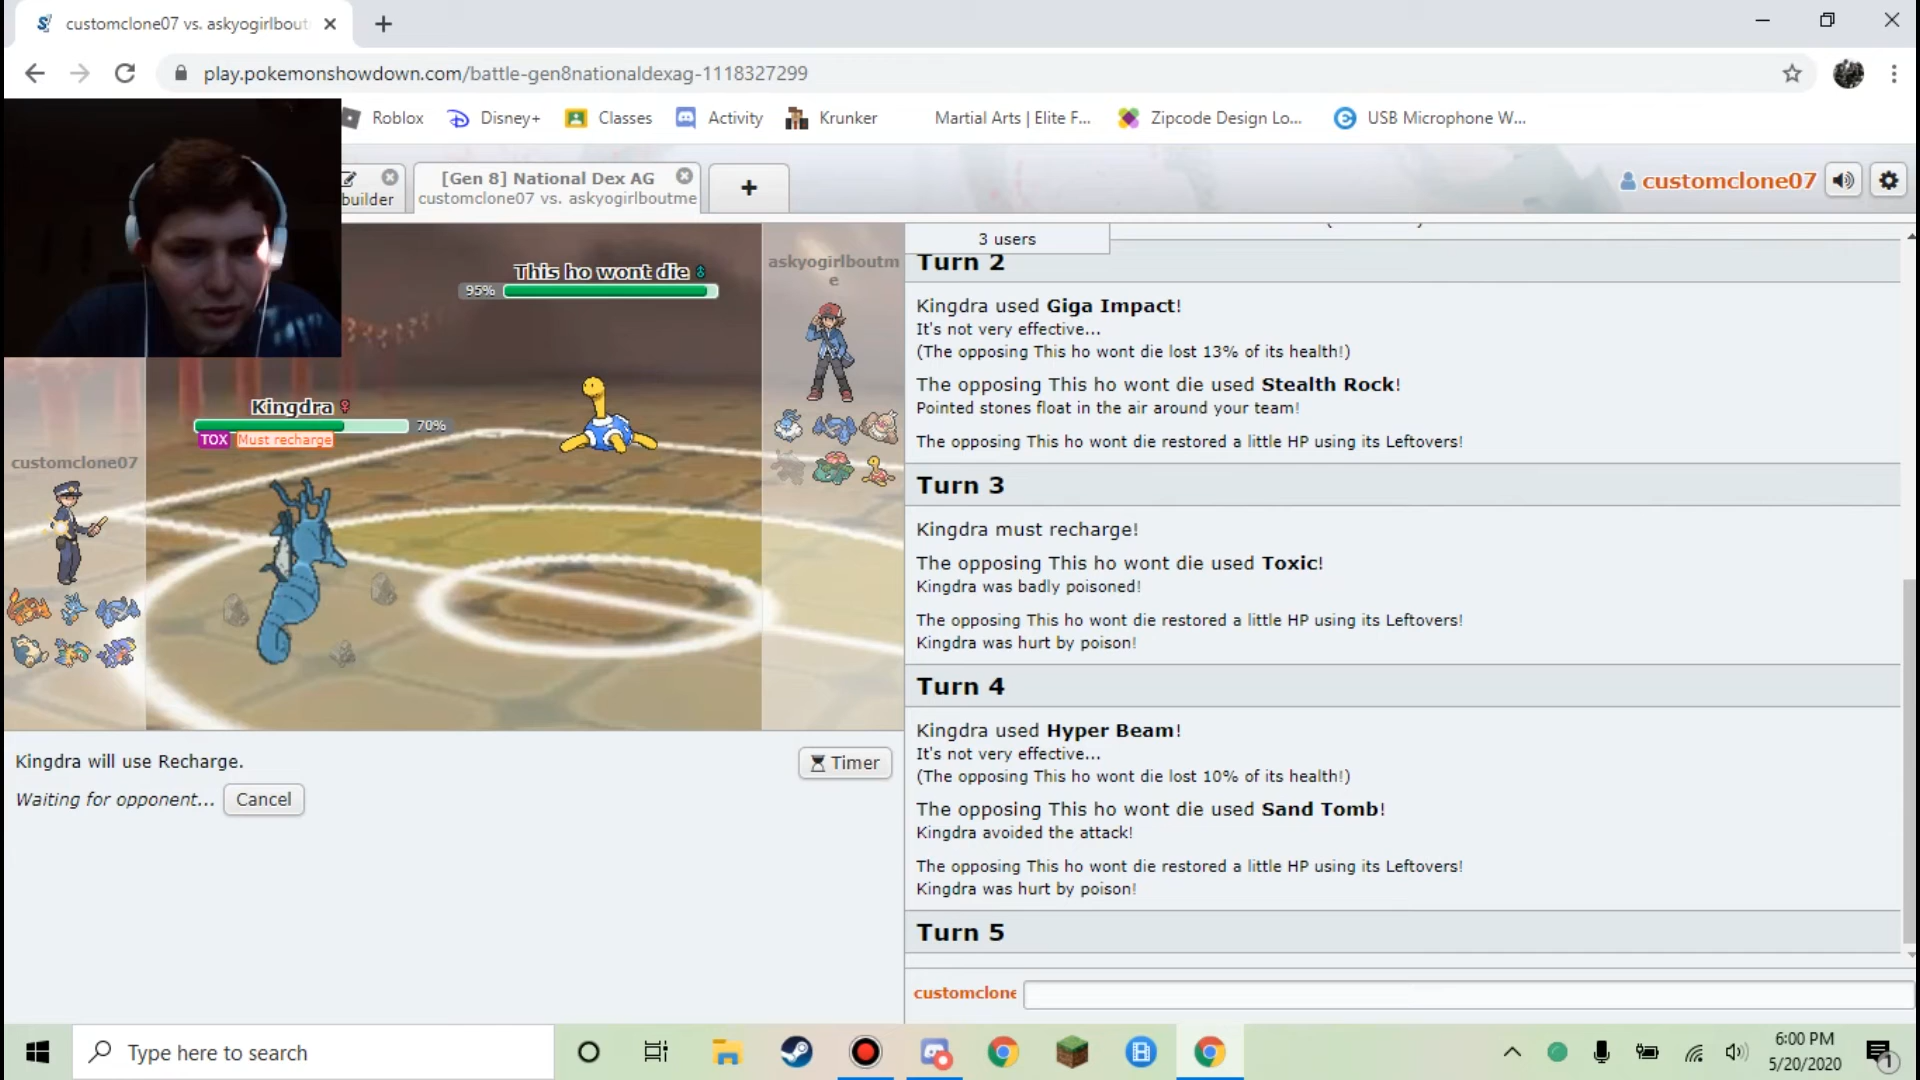 customclone07 vs. askyogirlbout
play.pokemonshowdown.com/battle-gen8nationaldexag-1118327299
Roblox Disney+ Classes Activity Krunker Martial Arts | Elite F... Zipcode Design Lo... USB Microphone W...
builder
[Gen 8] National Dex AG
customclone07 vs. askyogirlboutme
+
customclone07
3 users
This ho wont die
95%
Kingdra
70%
TOX Must recharge
askyogirlboutm
e
customclone07
Kingdra will use Recharge.
Timer
Waiting for opponent... Cancel
Turn 2
Kingdra used Giga Impact!
It's not very effective...
(The opposing This ho wont die lost 13% of its health!)
The opposing This ho wont die used Stealth Rock!
Pointed stones float in the air around your team!
The opposing This ho wont die restored a little HP using its Leftovers!
Turn 3
Kingdra must recharge!
The opposing This ho wont die used Toxic!
Kingdra was badly poisoned!
The opposing This ho wont die restored a little HP using its Leftovers!
Kingdra was hurt by poison!
Turn 4
Kingdra used Hyper Beam!
It's not very effective...
(The opposing This ho wont die lost 10% of its health!)
The opposing This ho wont die used Sand Tomb!
Kingdra avoided the attack!
The opposing This ho wont die restored a little HP using its Leftovers!
Kingdra was hurt by poison!
Turn 5
customclone
Type here to search
6:00 PM
5/20/2020
1